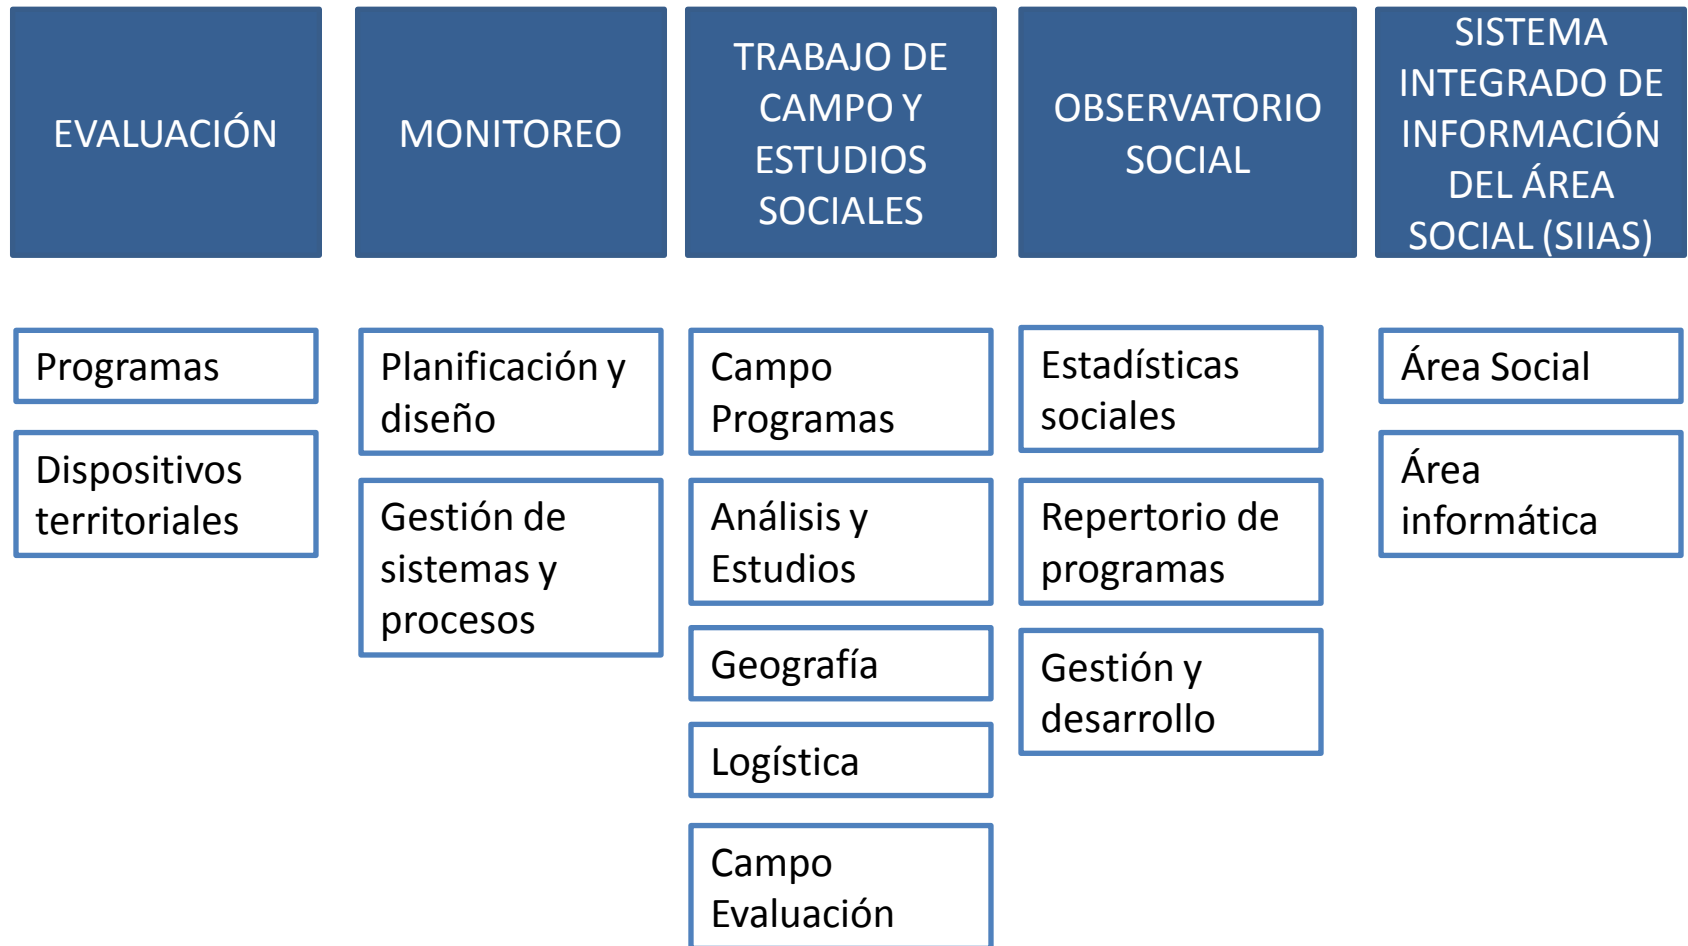 EVALUACIÓN
MONITOREO
TRABAJO DE
CAMPO Y
ESTUDIOS
SOCIALES
OBSERVATORIO
SOCIAL
SISTEMA
INTEGRADO DE
INFORMACIÓN
DEL ÁREA
SOCIAL (SIIAS)
Programas
Dispositivos
territoriales
Planificación y
diseño
Gestión de
sistemas y
procesos
Campo
Programas
Análisis y
Estudios
Geografía
Logística
Campo
Evaluación
Estadísticas
sociales
Repertorio de
programas
Gestión y
desarrollo
Área Social
Área
informática